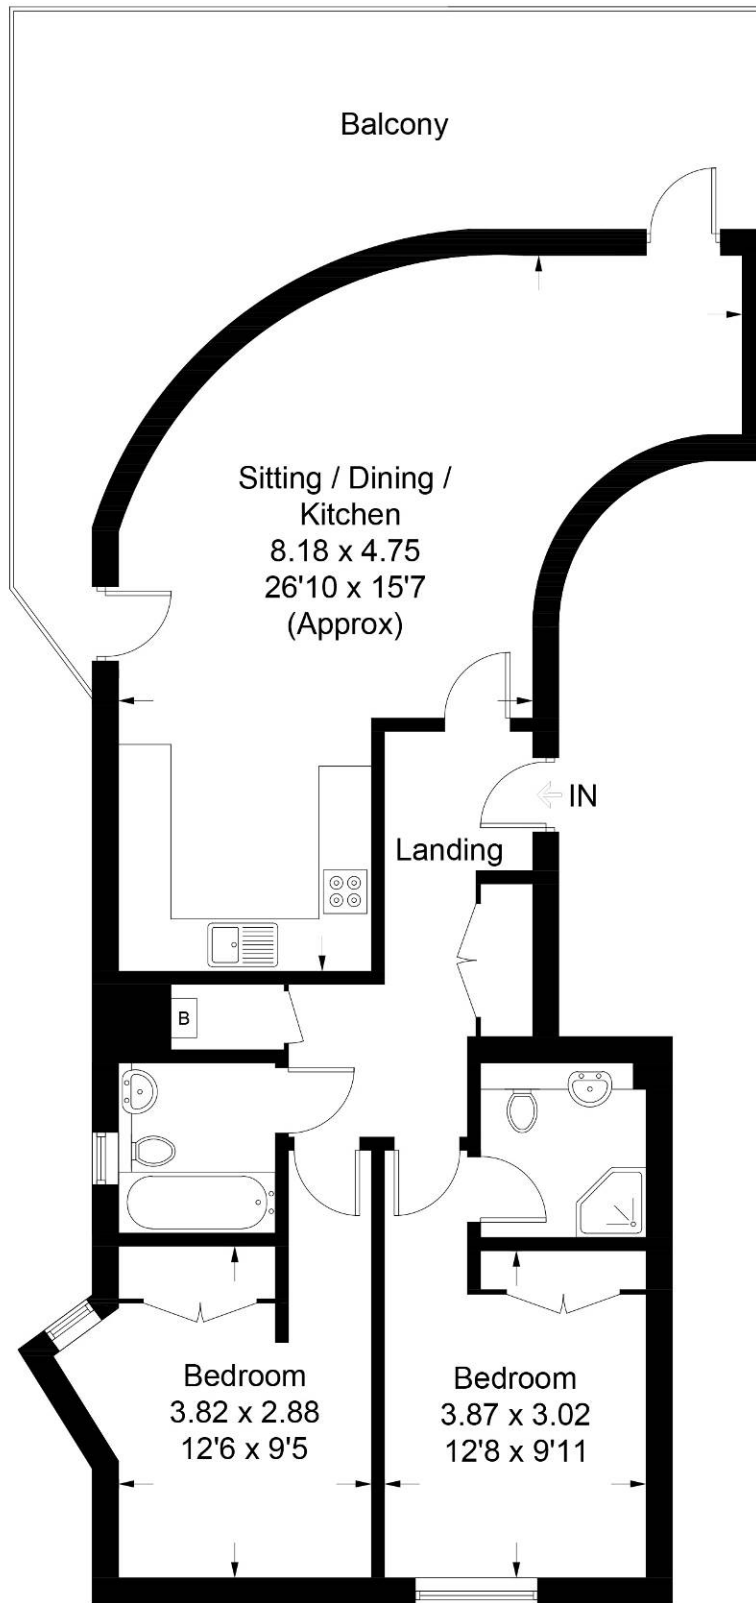 Balcony
Sitting / Dining /
Kitchen
8.18 x 4.75
26'10 x 15'7
(Approx)
IN
Landing
B
Bedroom
3.82 x 2.88
12'6 x 9'5
Bedroom
3.87 x 3.02
12'8 x 9'11